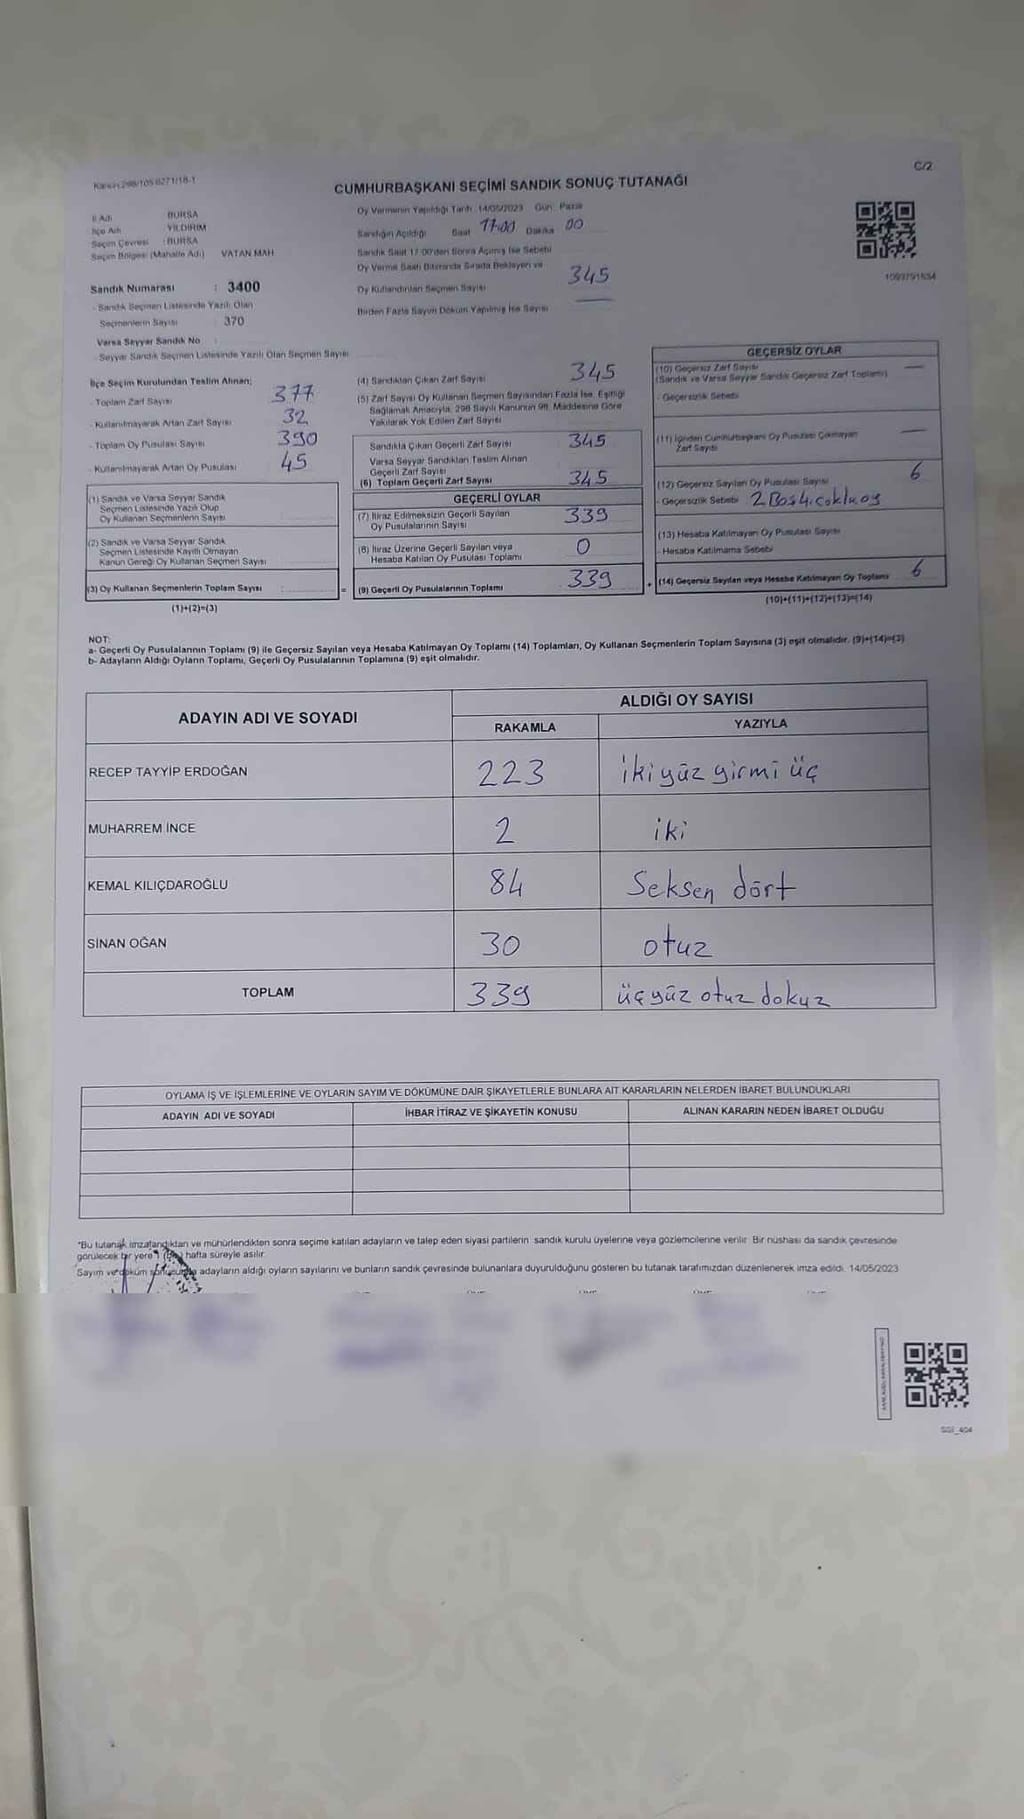 C/2
Kanun:298/105 6271/18-1
CUMHURBAŞKANI SEÇİMİ SANDIK SONUÇ TUTANAĞI
İl Adı BURSA
İlçe Adı YILDIRIM
Seçim Çevresi : BURSA
Seçim Bölgesi (Mahalle Adı) VATAN MAH
Sandık Numarası : 3400
- Sandık Seçmen Listesinde Yazılı Olan
Seçmenlerin Sayısı : 370
Varsa Seyyar Sandık No
- Seyyar Sandık Seçmen Listesinde Yazılı Olan Seçmen Sayısı
Oy Vermenin Yapıldığı Tarih :14/05/2023 Gün: Pazar
Sandığın Açıldığı Saat 17:00 Dakika 00
Sandık Saat 17:00'den Sonra Açılmış İse Sebebi
Oy Verme Saati Bitiminde Sırada Bekleyen ve
Oy Kullandırılan Seçmen Sayısı 345
Birden Fazla Sayım Döküm Yapılmış İse Sayısı
1093791634
İlçe Seçim Kurulundan Teslim Alınan;
- Toplam Zarf Sayısı 377
- Kullanılmayarak Artan Zarf Sayısı 32
- Toplam Oy Pusulası Sayısı 390
- Kullanılmayarak Artan Oy Pusulası 45
(1) Sandık ve Varsa Seyyar Sandık
Seçmen Listesinde Yazılı Olup
Oy Kullanan Seçmenlerin Sayısı
(2) Sandık ve Varsa Seyyar Sandık
Seçmen Listesinde Kayıtlı Olmayan
Kanun Gereği Oy Kullanan Seçmen Sayısı
(3) Oy Kullanan Seçmenlerin Toplam Sayısı :
(1)+(2)=(3)
(4) Sandıktan Çıkan Zarf Sayısı 345
(5) Zarf Sayısı Oy Kullanan Seçmen Sayısından Fazla İse, Eşitliği
Sağlamak Amacıyla, 298 Sayılı Kanunun 98. Maddesine Göre
Yakılarak Yok Edilen Zarf Sayısı
Sandıkta Çıkan Geçerli Zarf Sayısı 345
Varsa Seyyar Sandıktan Teslim Alınan
Geçerli Zarf Sayısı
(6) Toplam Geçerli Zarf Sayısı 345
GEÇERLİ OYLAR
(7) İtiraz Edilmeksizin Geçerli Sayılan
Oy Pusulalarının Sayısı 339
(8) İtiraz Üzerine Geçerli Sayılan veya
Hesaba Katılan Oy Pusulası Toplamı 0
= (9) Geçerli Oy Pusulalarının Toplamı 339
GEÇERSİZ OYLAR
(10) Geçersiz Zarf Sayısı
(Sandık ve Varsa Seyyar Sandık Geçersiz Zarf Toplamı)
- Geçersizlik Sebebi
(11) İçinden Cumhurbaşkanı Oy Pusulası Çıkmayan
Zarf Sayısı
(12) Geçersiz Sayılan Oy Pusulası Sayısı 6
- Geçersizlik Sebebi 2 Boş 4. çoklu oy
(13) Hesaba Katılmayan Oy Pusulası Sayısı
- Hesaba Katılmama Sebebi
+ (14) Geçersiz Sayılan veya Hesaba Katılmayan Oy Toplamı 6
(10)+(11)+(12)+(13)=(14)
NOT:
a- Geçerli Oy Pusulalarının Toplamı (9) ile Geçersiz Sayılan veya Hesaba Katılmayan Oy Toplamı (14) Toplamları, Oy Kullanan Seçmenlerin Toplam Sayısına (3) eşit olmalıdır. (9)+(14)=(3)
b- Adayların Aldığı Oyların Toplamı, Geçerli Oy Pusulalarının Toplamına (9) eşit olmalıdır.
ADAYIN ADI VE SOYADI ALDIĞI OY SAYISI
RAKAMLA YAZIYLA
RECEP TAYYİP ERDOĞAN 223 ikiyüz girmi üç
MUHARREM İNCE 2 iki
KEMAL KILIÇDAROĞLU 84 Seksen dört
SİNAN OĞAN 30 otuz
TOPLAM 339 üçyüz otuz dokuz
OYLAMA İŞ VE İŞLEMLERİNE VE OYLARIN SAYIM VE DÖKÜMÜNE DAİR ŞİKAYETLERLE BUNLARA AİT KARARLARIN NELERDEN İBARET BULUNDUKLARI
ADAYIN ADI VE SOYADI İHBAR İTİRAZ VE ŞİKAYETİN KONUSU ALINAN KARARIN NEDEN İBARET OLDUĞU
"Bu tutanak imzalandıktan ve mühürlendikten sonra seçime katılan adayların ve talep eden siyasi partilerin sandık kurulu üyelerine veya gözlemcilerine verilir. Bir nüshası da sandık çevresinde
görülecek bir yere 1 (Bir) hafta süreyle asılır.
Sayım ve döküm sonucunda adayların aldığı oyların sayılarını ve bunların sandık çevresinde bulunanlara duyurulduğunu gösteren bu tutanak tarafımızdan düzenlenerek imza edildi. 14/05/2023